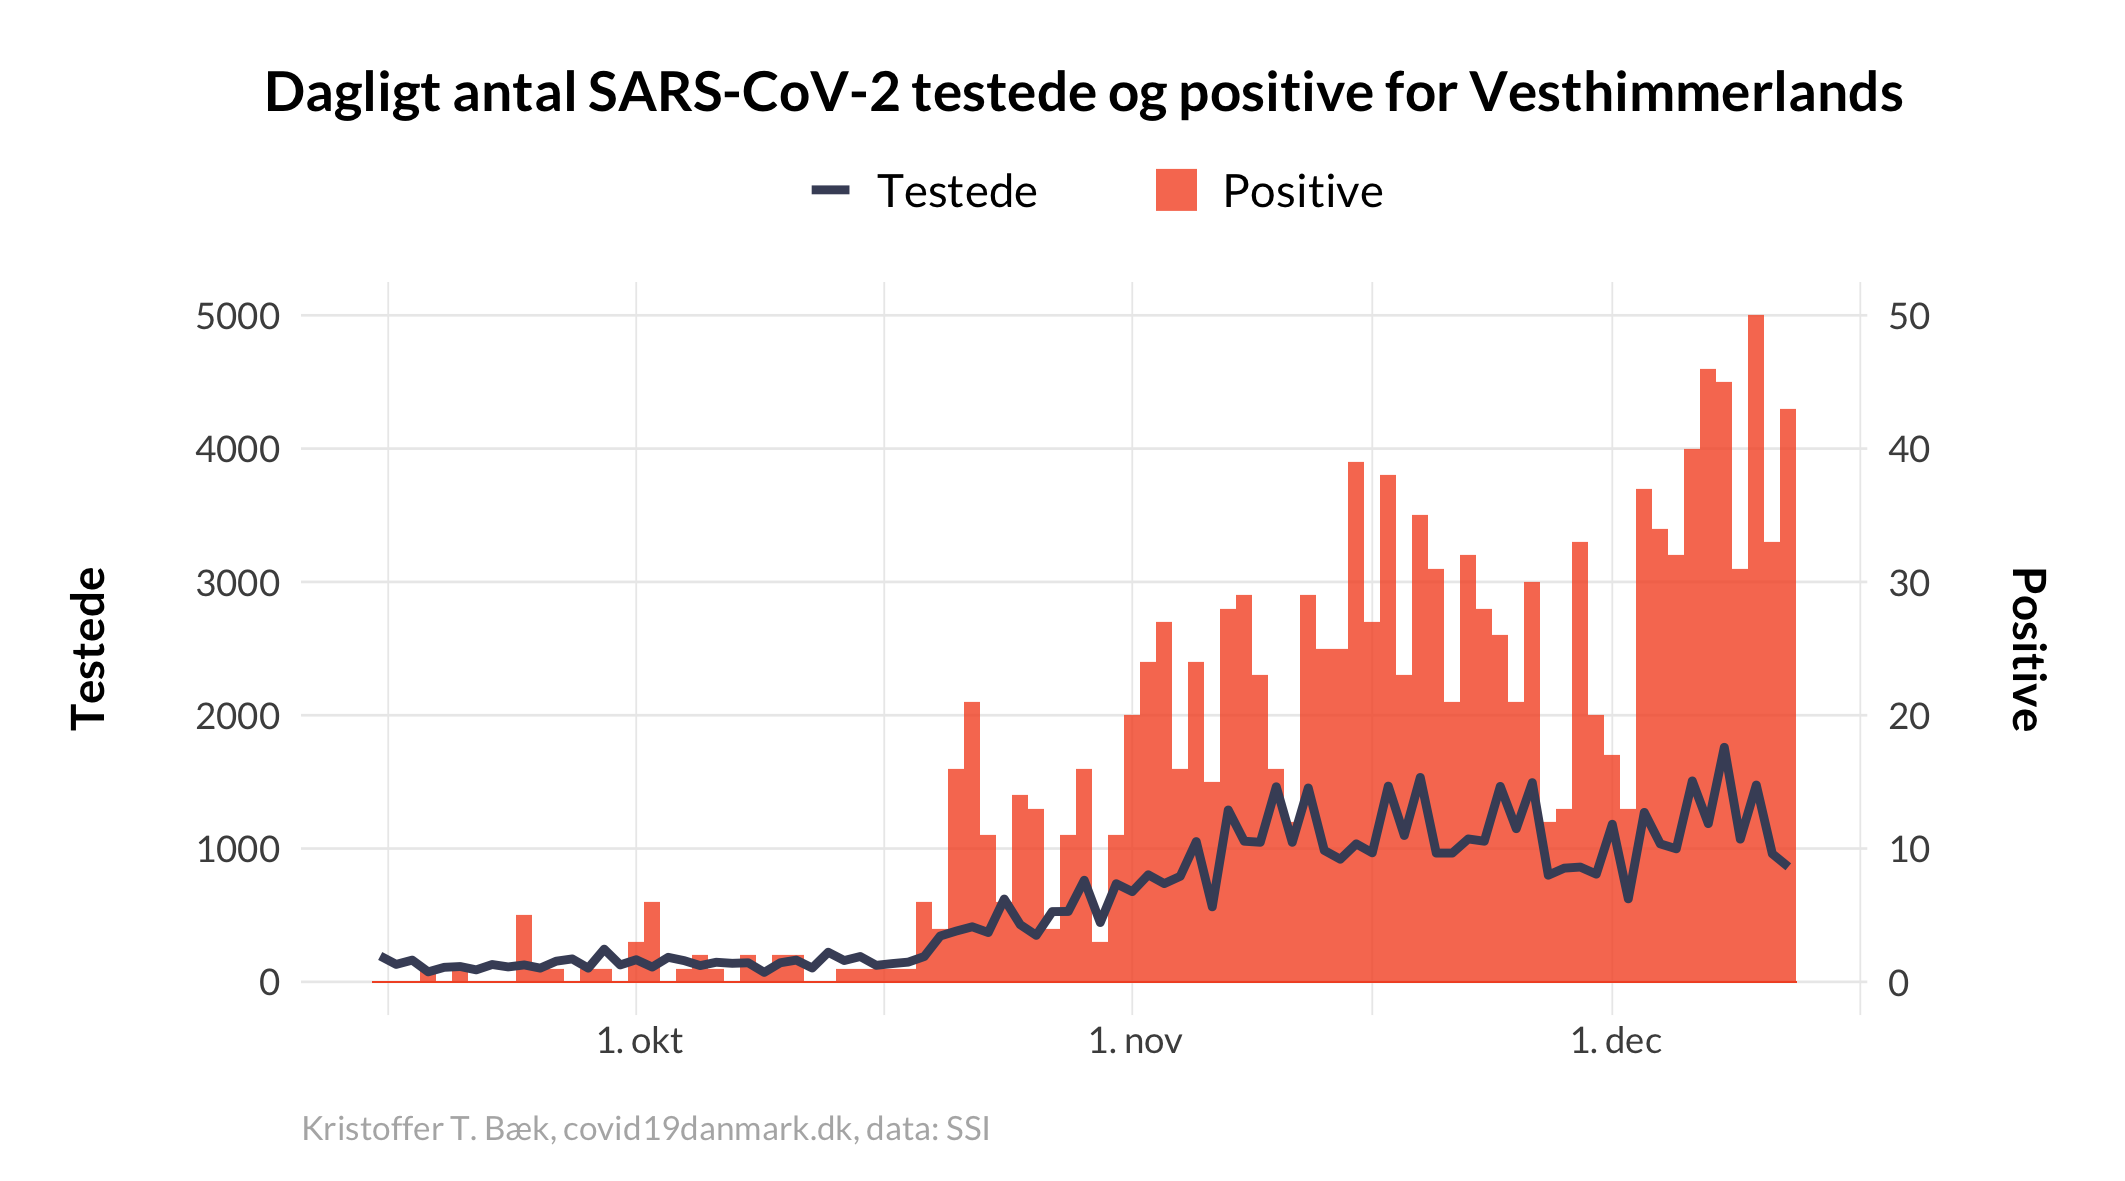 Dagligt antal SARS-CoV-2 testede og positive for Vesthimmerlands
Testede
Positive
5000
4000
3000
2000
1000
0
Testede
50
40
30
20
10
0
Positive
1. okt
1. nov
1. dec
Kristoffer T. Bæk, covid19danmark.dk, data: SSI